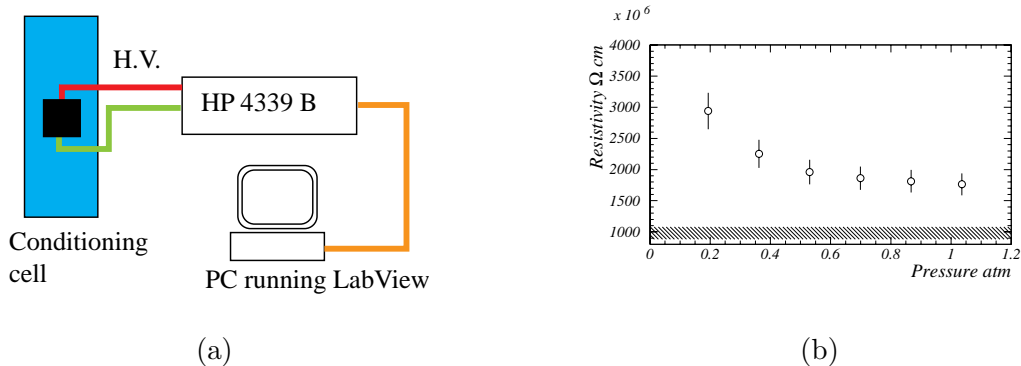 H.V.
HP 4339 B
Conditioning
cell
PC running LabView
(a)
x 10 6
Resistivity Ω cm
4000
3500
3000
2500
2000
1500
1000
0
0.2
0.4
0.6
0.8
1
1.2
Pressure atm
(b)